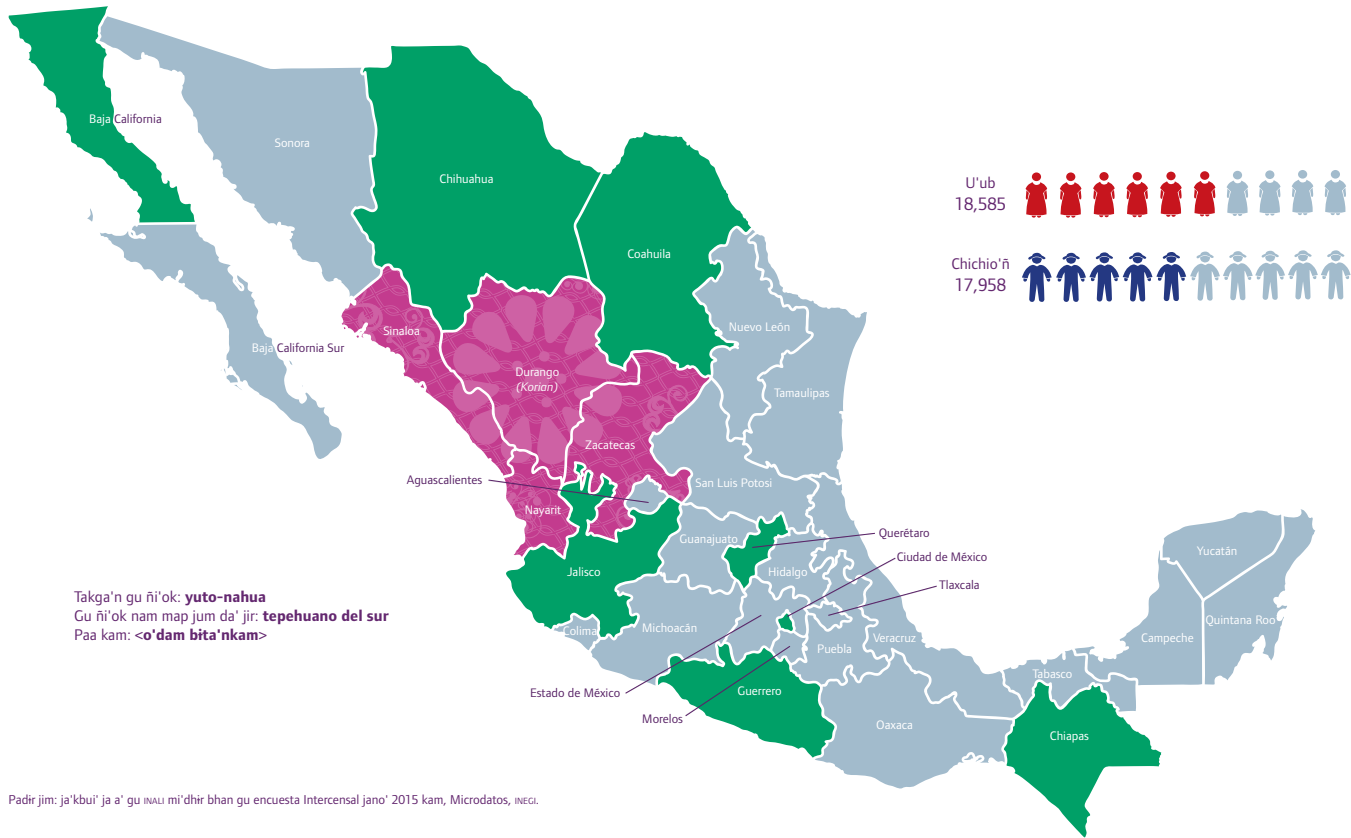 Baja California
Sonora
Chihuahua
Coahuila
U'ub
18,585
Chichio'ñ
17,958
Sinaloa
Nuevo León
Baja California Sur
Durango
(Korian)
Tamaulipas
Zacatecas
Aguascalientes
San Luis Potosí
Nayarit
Guanajuato
Querétaro
Ciudad de México
Hidalgo
Tlaxcala
Jalisco
Yucatán
Takga'n gu ñi'ok: yuto-nahua
Gu ñi'ok nam map jum da' jir: tepehuano del sur
Paa kam: <o'dam bita'nkam>
Colima
Michoacán
Puebla
Veracruz
Campeche
Quintana Roo
Tabasco
Estado de México
Guerrero
Morelos
Oaxaca
Chiapas
Padɨr jim: ja'kbui' ja a' gu INALI mi'dhɨr bhan gu encuesta Intercensal jano' 2015 kam, Microdatos, INEGI.